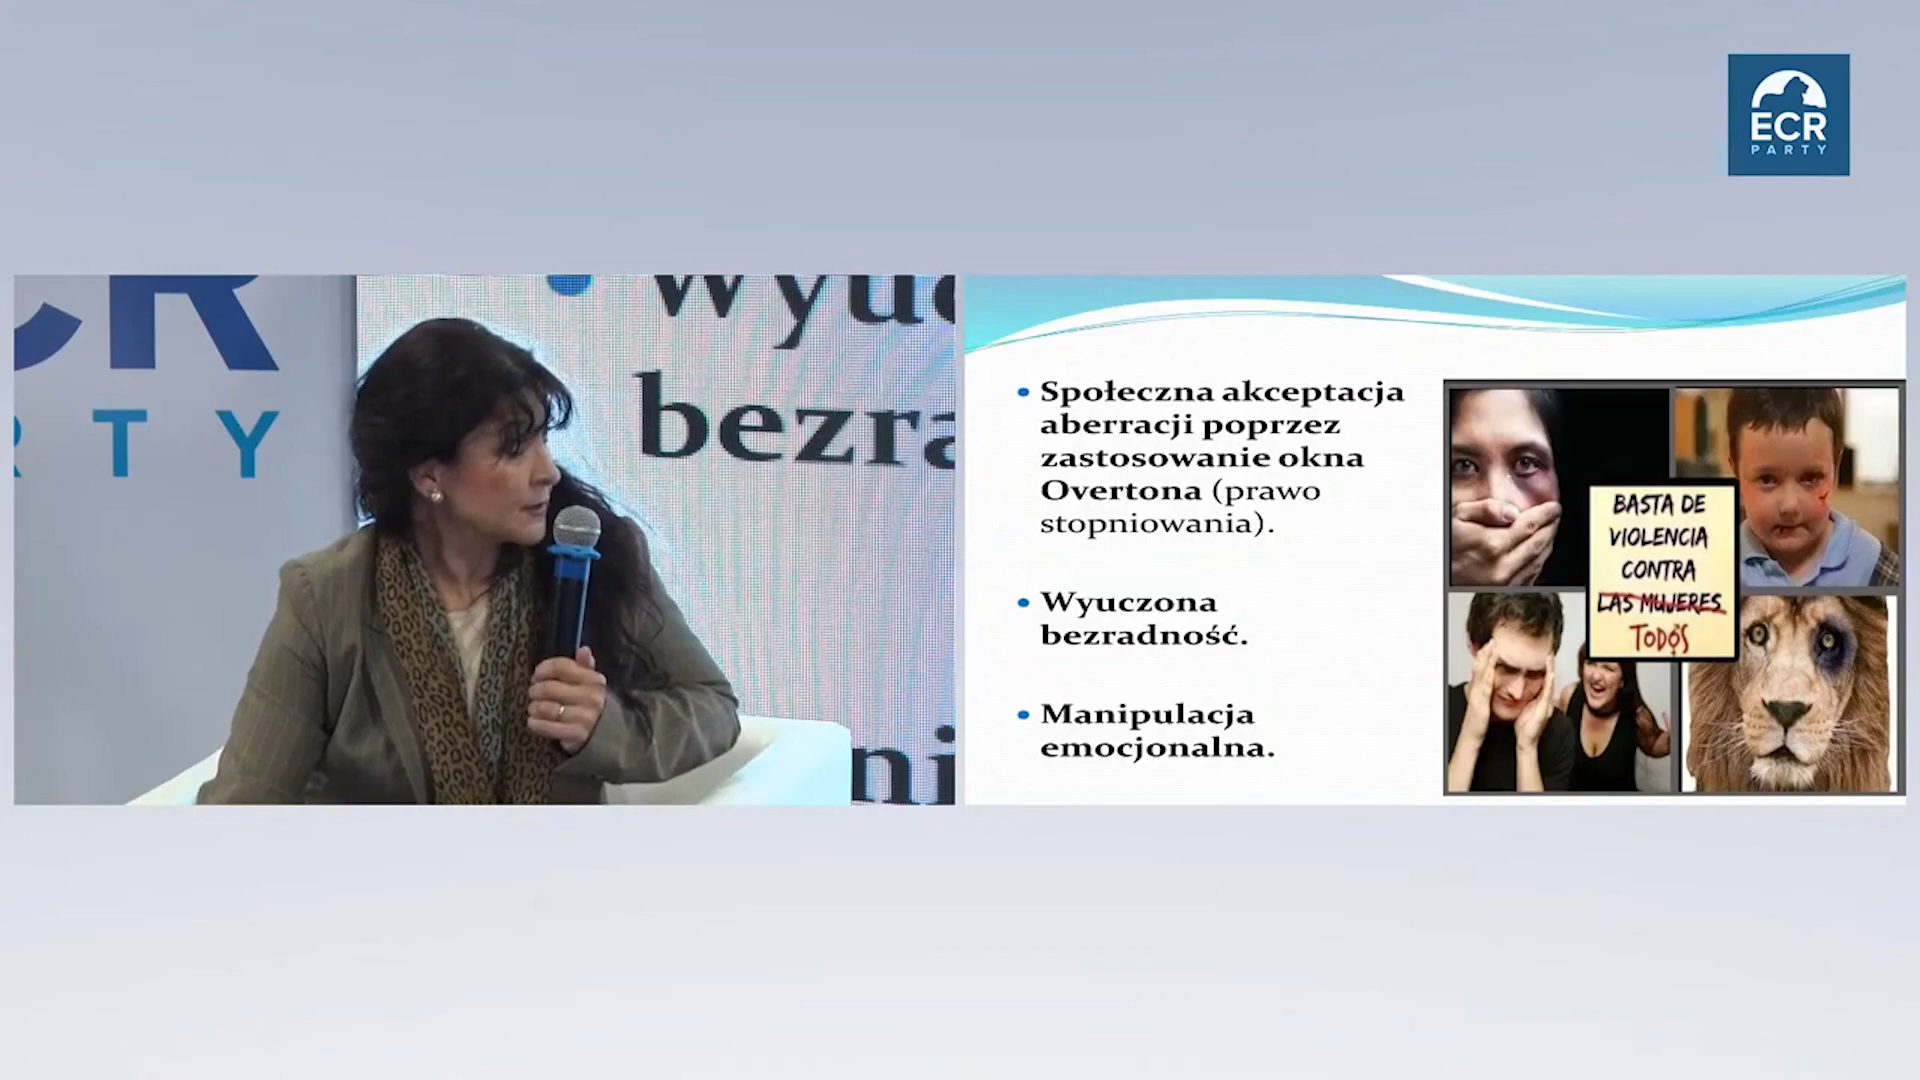 ECR
PARTY
CR
RTY
Wyuc
bezra
ni
• Społeczna akceptacja
aberracji poprzez
zastosowanie okna
Overtona (prawo
stopniowania).
• Wyuczona
bezradność.
• Manipulacja
emocjonalna.
BASTA DE
VIOLENCIA
CONTRA
LAS MUJERES
TODOS